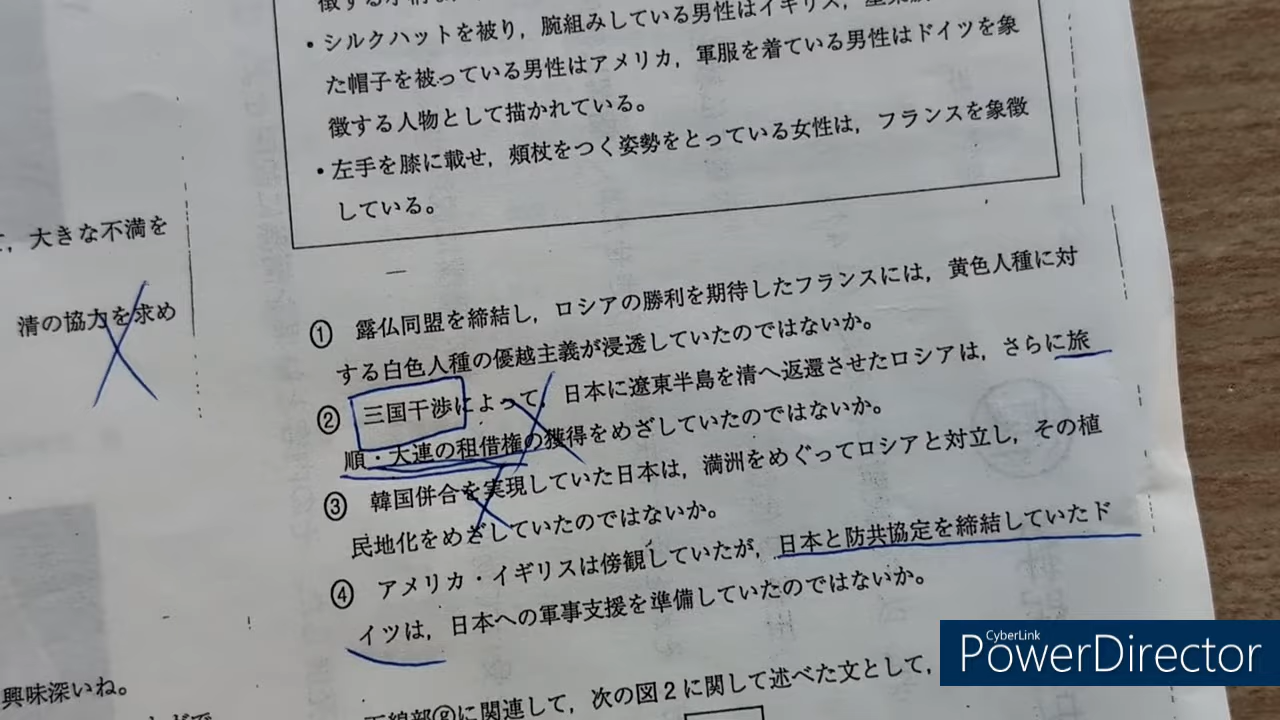 ・シルクハットを被り，腕組みしている男性はイギリス，
た帽子を被っている男性はアメリカ，軍服を着ている男性はドイツを象
徴する人物として描かれている。
・左手を膝に載せ，頬杖をつく姿勢をとっている女性は，フランスを象徴
している。
，大きな不満を
清の協力を求め
① 露仏同盟を締結し，ロシアの勝利を期待したフランスには，黄色人種に対
する白色人種の優越主義が浸透していたのではないか。
② 三国干渉によって，日本に遼東半島を清へ返還させたロシアは，さらに旅
順・大連の租借権の獲得をめざしていたのではないか。
③ 韓国併合を実現していた日本は，満洲をめぐってロシアと対立し，その植
民地化をめざしていたのではないか。
④ アメリカ・イギリスは傍観していたが，日本と防共協定を締結していたド
イツは，日本への軍事支援を準備していたのではないか。
興味深いね。
下線部⑧に関連して，次の図2に関して述べた文として，
CyberLink
PowerDirector